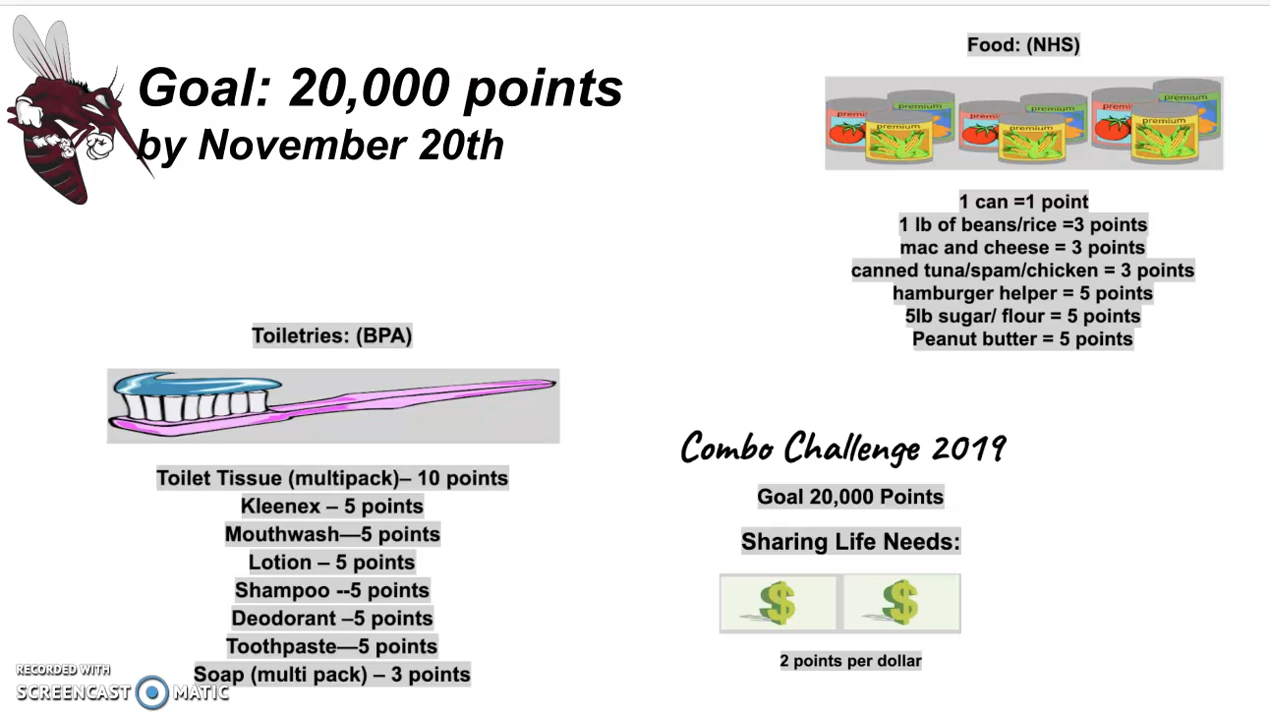 Goal: 20,000 points
by November 20th
Food: (NHS)
premium
premium
premium
premium
premium
premium
premium
premium
1 can =1 point
1 lb of beans/rice =3 points
mac and cheese = 3 points
canned tuna/spam/chicken = 3 points
hamburger helper = 5 points
5lb sugar/ flour = 5 points
Peanut butter = 5 points
Toiletries: (BPA)
Toilet Tissue (multipack)– 10 points
Kleenex – 5 points
Mouthwash—5 points
Lotion – 5 points
Shampoo --5 points
Deodorant –5 points
Toothpaste—5 points
Soap (multi pack) – 3 points
Combo Challenge 2019
Goal 20,000 Points
Sharing Life Needs:
$ $
2 points per dollar
RECORDED WITH
SCREENCAST MATIC